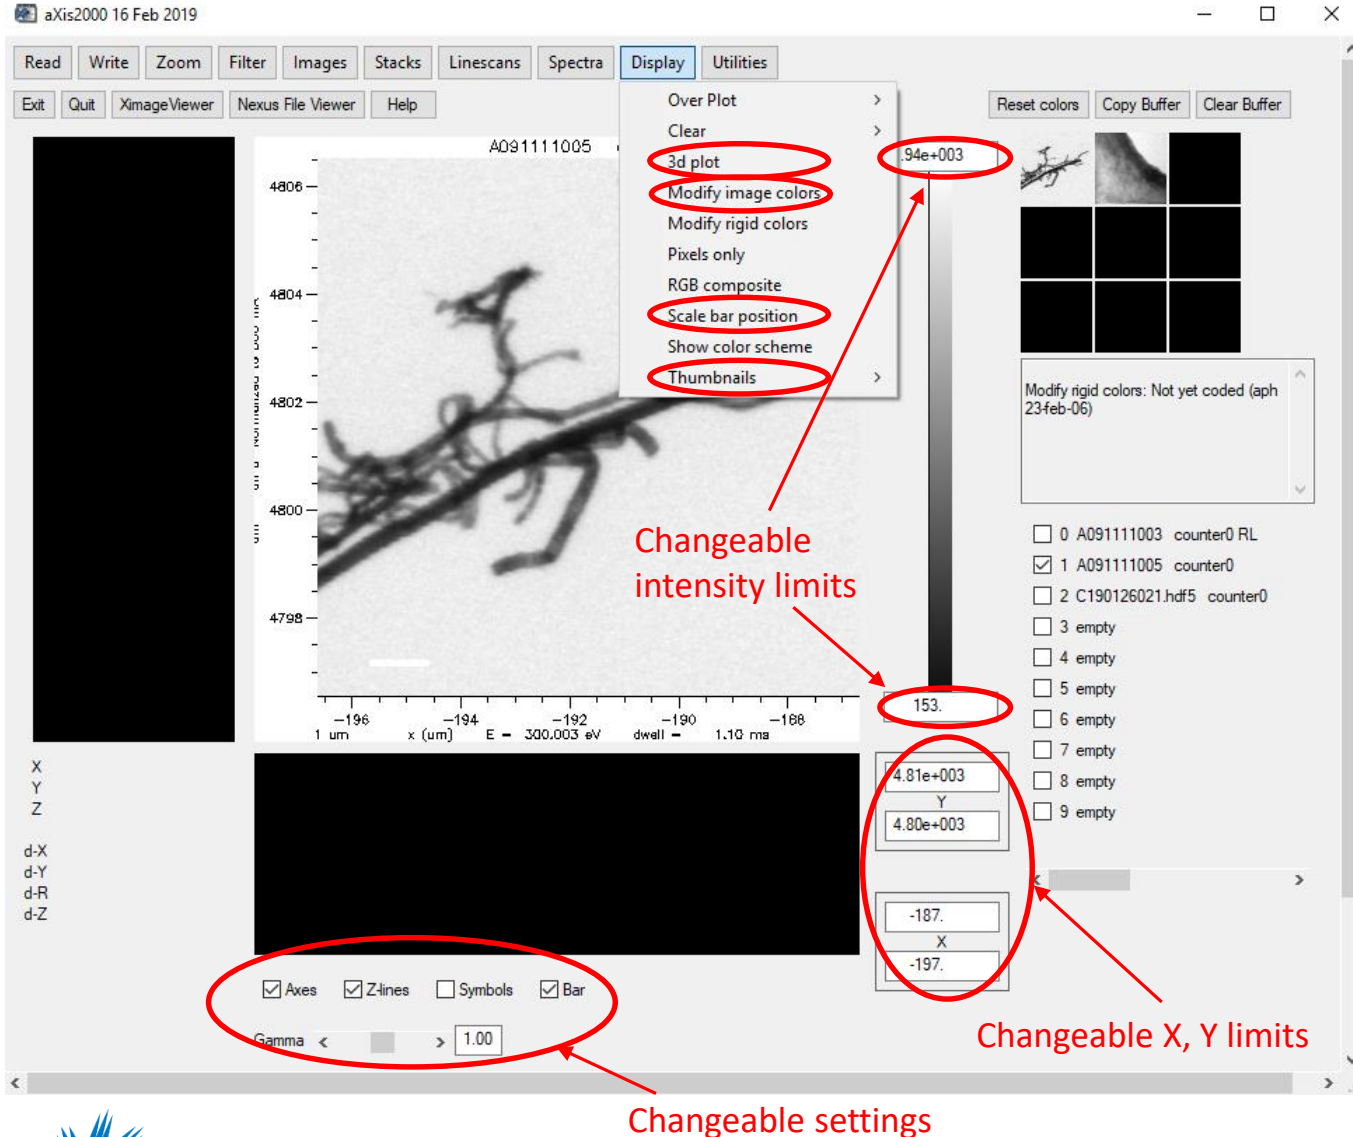 aXis2000 16 Feb 2019
Read Write Zoom Filter Images Stacks Linescans Spectra Display Utilities
Exit Quit XimageViewer Nexus File Viewer Help
Reset colors Copy Buffer Clear Buffer
Over Plot
Clear
3d plot
Modify image colors
Modify rigid colors
Pixels only
RGB composite
Scale bar position
Show color scheme
Thumbnails
A091111005
.94e+003
4806
4804
4802
4800
4798
-196 -194 -192 -190 -188
1 um x (um) E = 300.003 eV dwell = 1.10 ms
Changeable
intensity limits
153.
Modify rigid colors: Not yet coded (aph
23-feb-06)
0 A091111003 counter0 RL
1 A091111005 counter0
2 C190126021.hdf5 counter0
3 empty
4 empty
5 empty
6 empty
7 empty
8 empty
9 empty
X
Y
Z
d-X
d-Y
d-R
d-Z
4.81e+003
Y
4.80e+003
-187.
X
-197.
Axes Z-lines Symbols Bar
Gamma 1.00
Changeable X, Y limits
Changeable settings